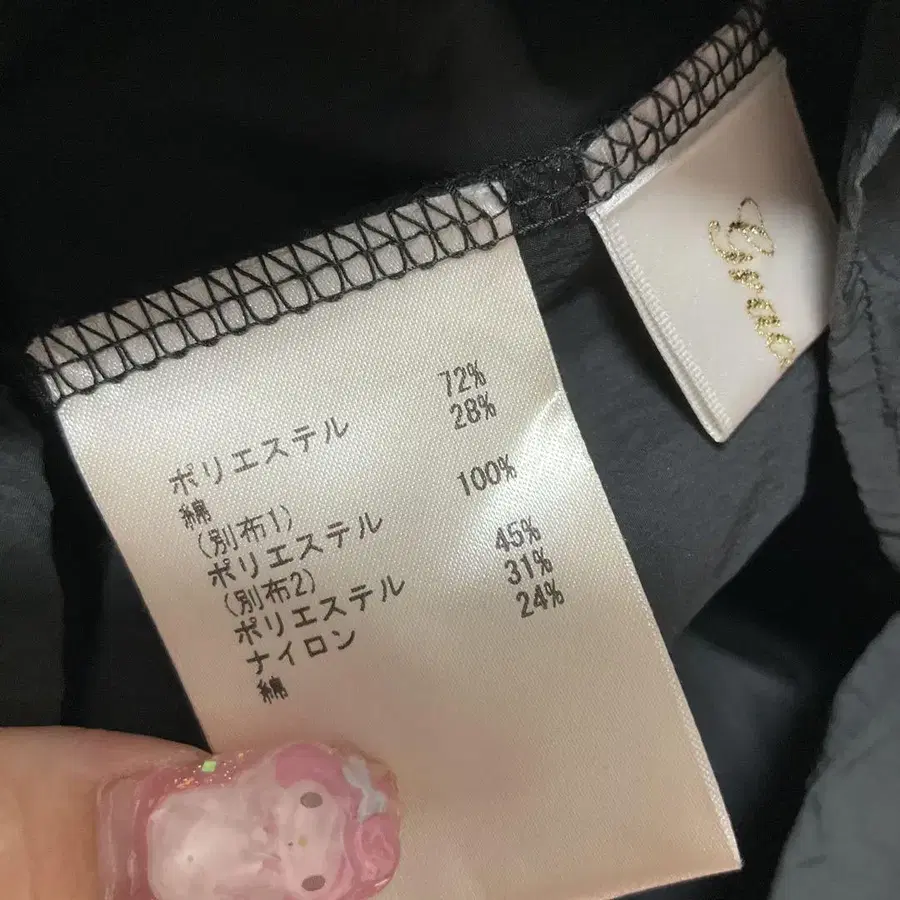 ポリエステル 72%
綿 28%
(別布1)
ポリエステル 100%
(別布2)
ポリエステル 45%
ナイロン 31%
綿 24%